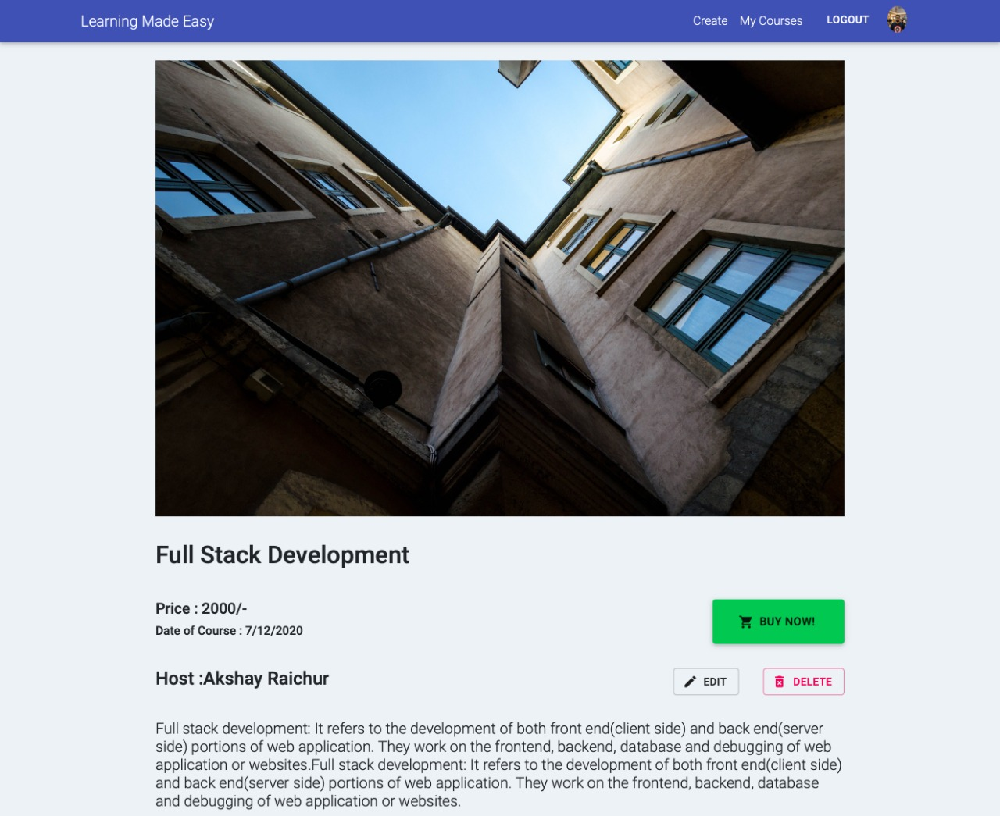 Learning Made Easy
Create My Courses LOGOUT
Full Stack Development
Price : 2000/-
Date of Course : 7/12/2020
BUY NOW!
Host :Akshay Raichur
EDIT
DELETE
Full stack development: It refers to the development of both front end(client side) and back end(server
side) portions of web application. They work on the frontend, backend, database and debugging of web
application or websites.Full stack development: It refers to the development of both front end(client side)
and back end(server side) portions of web application. They work on the frontend, backend, database
and debugging of web application or websites.